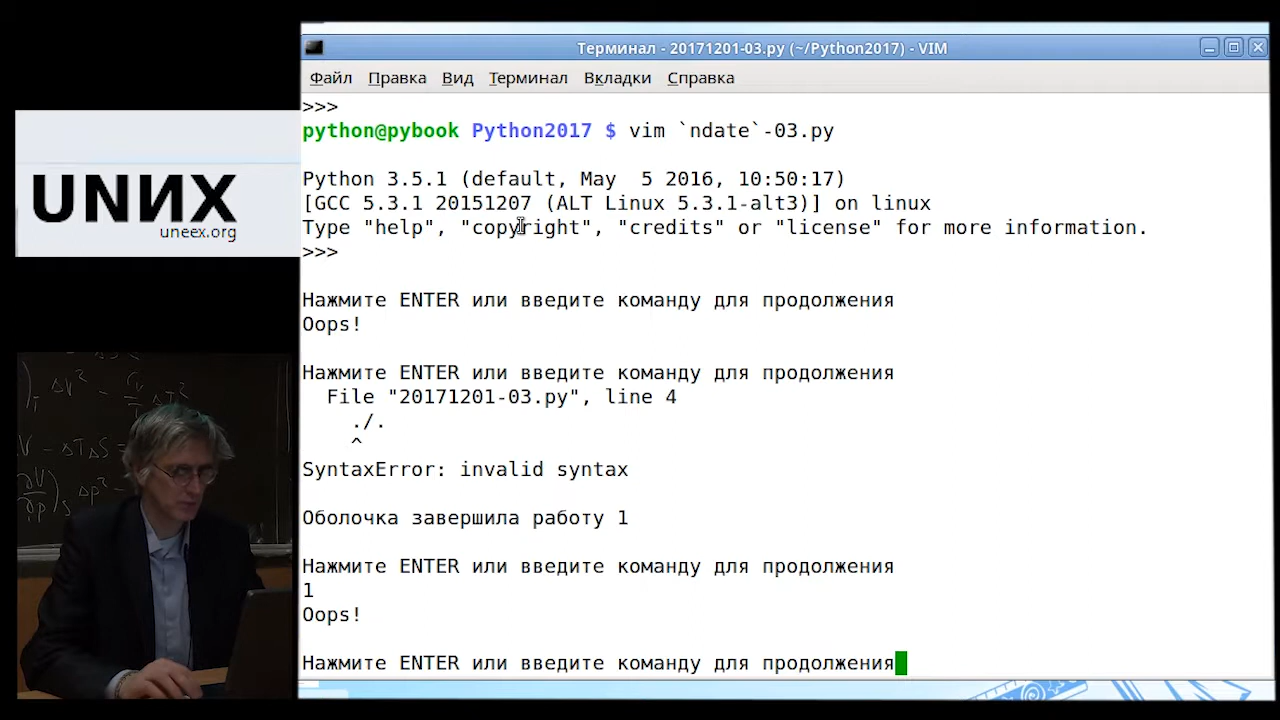 Терминал - 20171201-03.py (~/Python2017) - VIM
Файл Правка Вид Терминал Вкладки Справка
>>>
python@pybook Python2017 $ vim `ndate`-03.py
Python 3.5.1 (default, May  5 2016, 10:50:17)
[GCC 5.3.1 20151207 (ALT Linux 5.3.1-alt3)] on linux
Type "help", "copyright", "credits" or "license" for more information.
>>>
Нажмите ENTER или введите команду для продолжения
Oops!
Нажмите ENTER или введите команду для продолжения
File "20171201-03.py", line 4
./.
^
SyntaxError: invalid syntax
Оболочка завершила работу 1
Нажмите ENTER или введите команду для продолжения
1
Oops!
Нажмите ENTER или введите команду для продолжения
UNИX
uneex.org